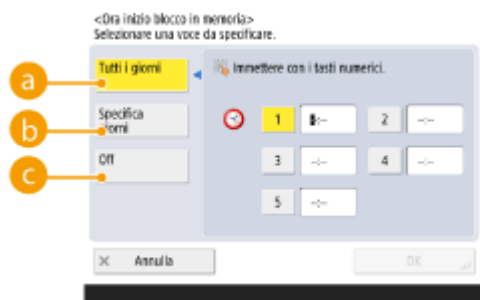 <Ora inizio blocco in memoria>
Selezionare una voce da specificare.
a
Tutti i giorni
Immettere con i tasti numerici.
b
Specifica
giorni
1
-:--
2
-:--
c
Off
3
-:--
4
-:--
5
-:--
× Annulla
OK